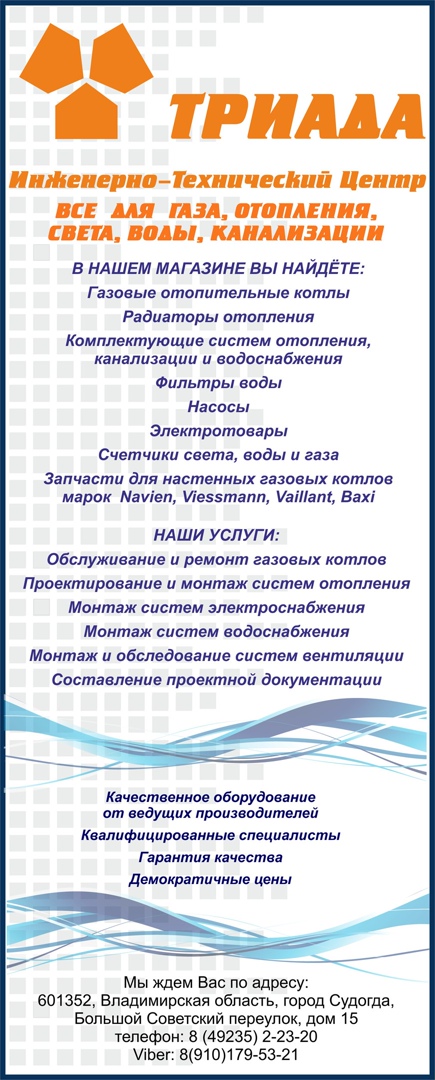 ТРИАДА
Инженерно-Технический Центр
ВСЕ ДЛЯ ГАЗА, ОТОПЛЕНИЯ,
СВЕТА, ВОДЫ, КАНАЛИЗАЦИИ
В НАШЕМ МАГАЗИНЕ ВЫ НАЙДЁТЕ:
Газовые отопительные котлы
Радиаторы отопления
Комплектующие систем отопления,
канализации и водоснабжения
Фильтры воды
Насосы
Электротовары
Счетчики света, воды и газа
Запчасти для настенных газовых котлов
марок Navien, Viessmann, Vaillant, Baxi
НАШИ УСЛУГИ:
Обслуживание и ремонт газовых котлов
Проектирование и монтаж систем отопления
Монтаж систем электроснабжения
Монтаж систем водоснабжения
Монтаж и обследование систем вентиляции
Составление проектной документации
Качественное оборудование
от ведущих производителей
Квалифицированные специалисты
Гарантия качества
Демократичные цены
Мы ждем Вас по адресу:
601352, Владимирская область, город Судогда,
Большой Советский переулок, дом 15
телефон: 8 (49235) 2-23-20
Viber: 8(910)179-53-21